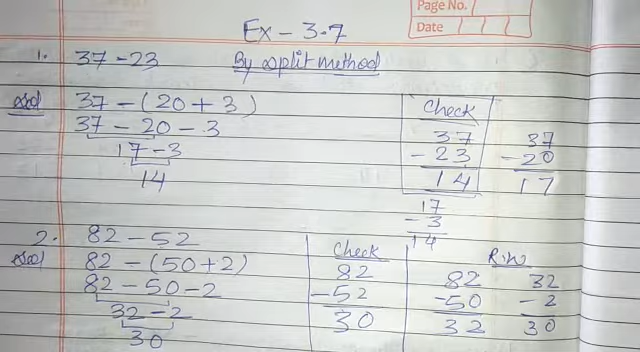 Page No.
Date
Ex - 3.7
1. 37 - 23 By split method
sol 37 - (20 + 3)
37 - 20 - 3
17 - 3
14
Check
37
- 23
14
17
- 3
14
37
- 20
17
2. 82 - 52
sol 82 - (50 + 2)
82 - 50 - 2
32 - 2
30
Check
82
- 52
30
R.W
82
- 50
32
32
- 2
30